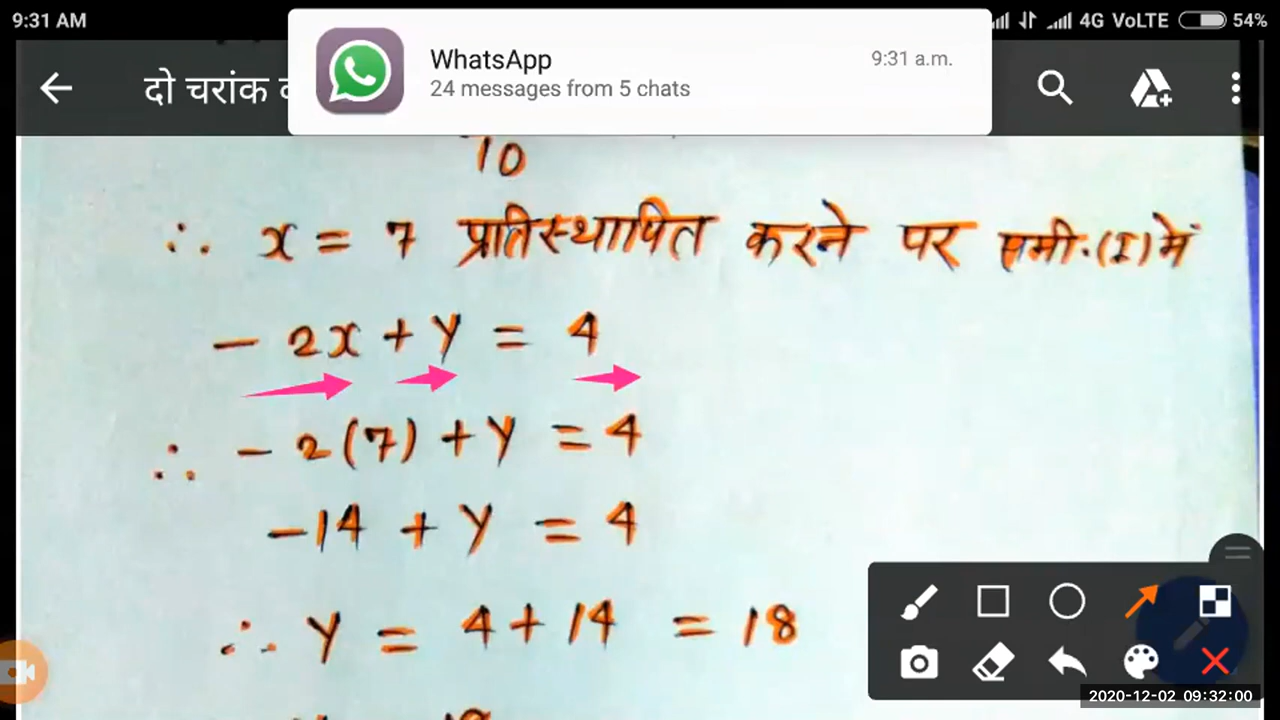 9:31 AM
4G VoLTE 54%
WhatsApp 9:31 a.m.
24 messages from 5 chats
दो चरांक
10
∴ x = 7 प्रतिस्थापित करने पर समी.(I) में
- 2x + y = 4
∴ - 2(7) + y = 4
-14 + y = 4
∴ y = 4 + 14 = 18
2020-12-02 09:32:00